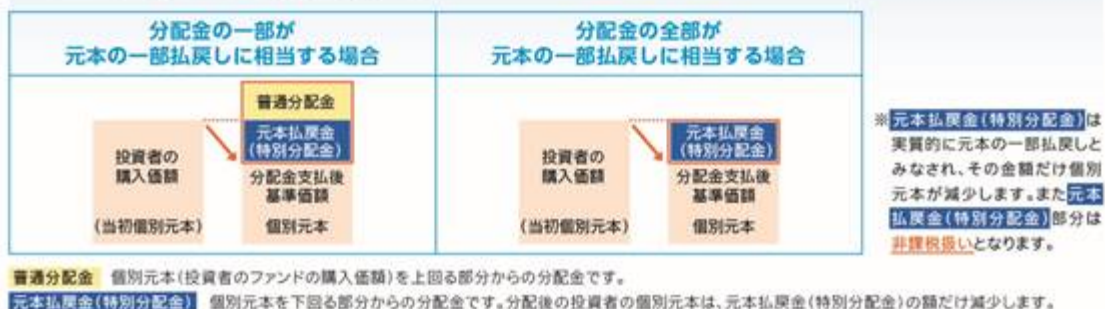 分配金の一部が
元本の一部払戻しに相当する場合
分配金の全部が
元本の一部払戻しに相当する場合
普通分配金
元本払戻金
(特別分配金)
投資者の
購入価額
(当初個別元本)
分配金支払後
基準価額
個別元本
元本払戻金
(特別分配金)
投資者の
購入価額
(当初個別元本)
分配金支払後
基準価額
個別元本
※元本払戻金(特別分配金)は
実質的に元本の一部払戻しと
みなされ、その金額だけ個別
元本が減少します。また元本
払戻金(特別分配金)部分は
非課税扱いとなります。
普通分配金 個別元本(投資者のファンドの購入価額)を上回る部分からの分配金です。
元本払戻金(特別分配金) 個別元本を下回る部分からの分配金です。分配後の投資者の個別元本は、元本払戻金(特別分配金)の額だけ減少します。